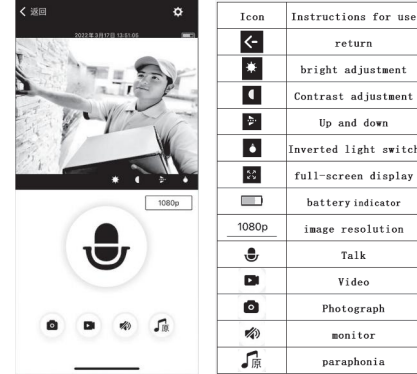 返回
2022年3月17日 13:51:06
1080p
原
Icon Instructions for use
return
bright adjustment
Contrast adjustment
Up and down
Inverted light switch
full-screen display
battery indicator
1080p image resolution
Talk
Video
Photograph
monitor
原 paraphonia